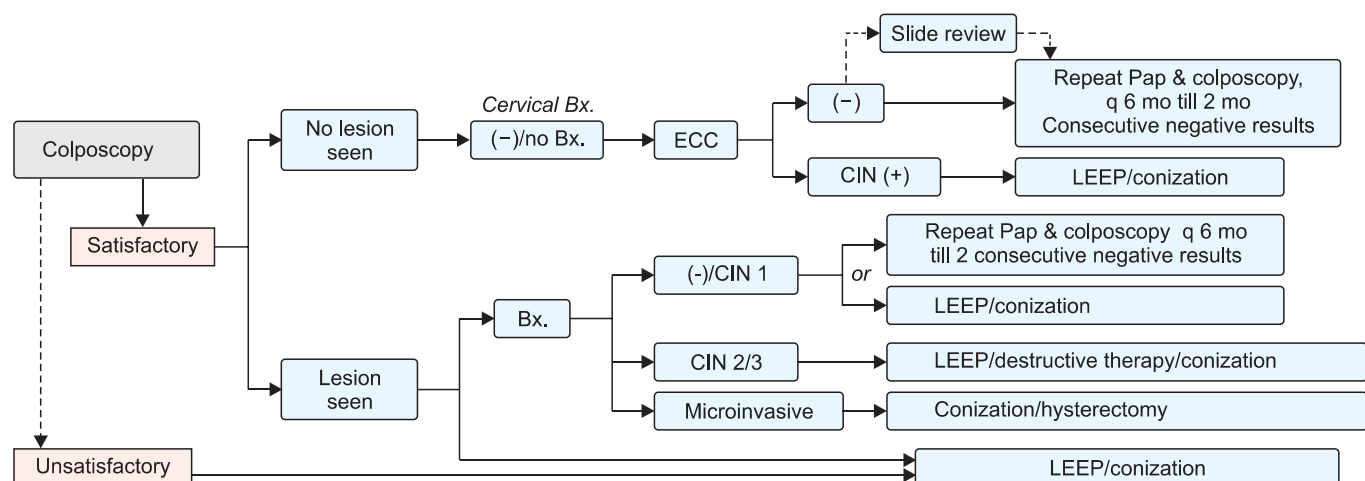 Slide review
Repeat Pap & colposcopy,
q 6 mo till 2 mo
Consecutive negative results
Cervical Bx.
No lesion
seen
(−)/no Bx.
ECC
(−)
Colposcopy
CIN (+)
LEEP/conization
Satisfactory
Repeat Pap & colposcopy q 6 mo
till 2 consecutive negative results
(-)/CIN 1
or
LEEP/conization
Bx.
CIN 2/3
LEEP/destructive therapy/conization
Lesion
seen
Microinvasive
Conization/hysterectomy
Unsatisfactory
LEEP/conization